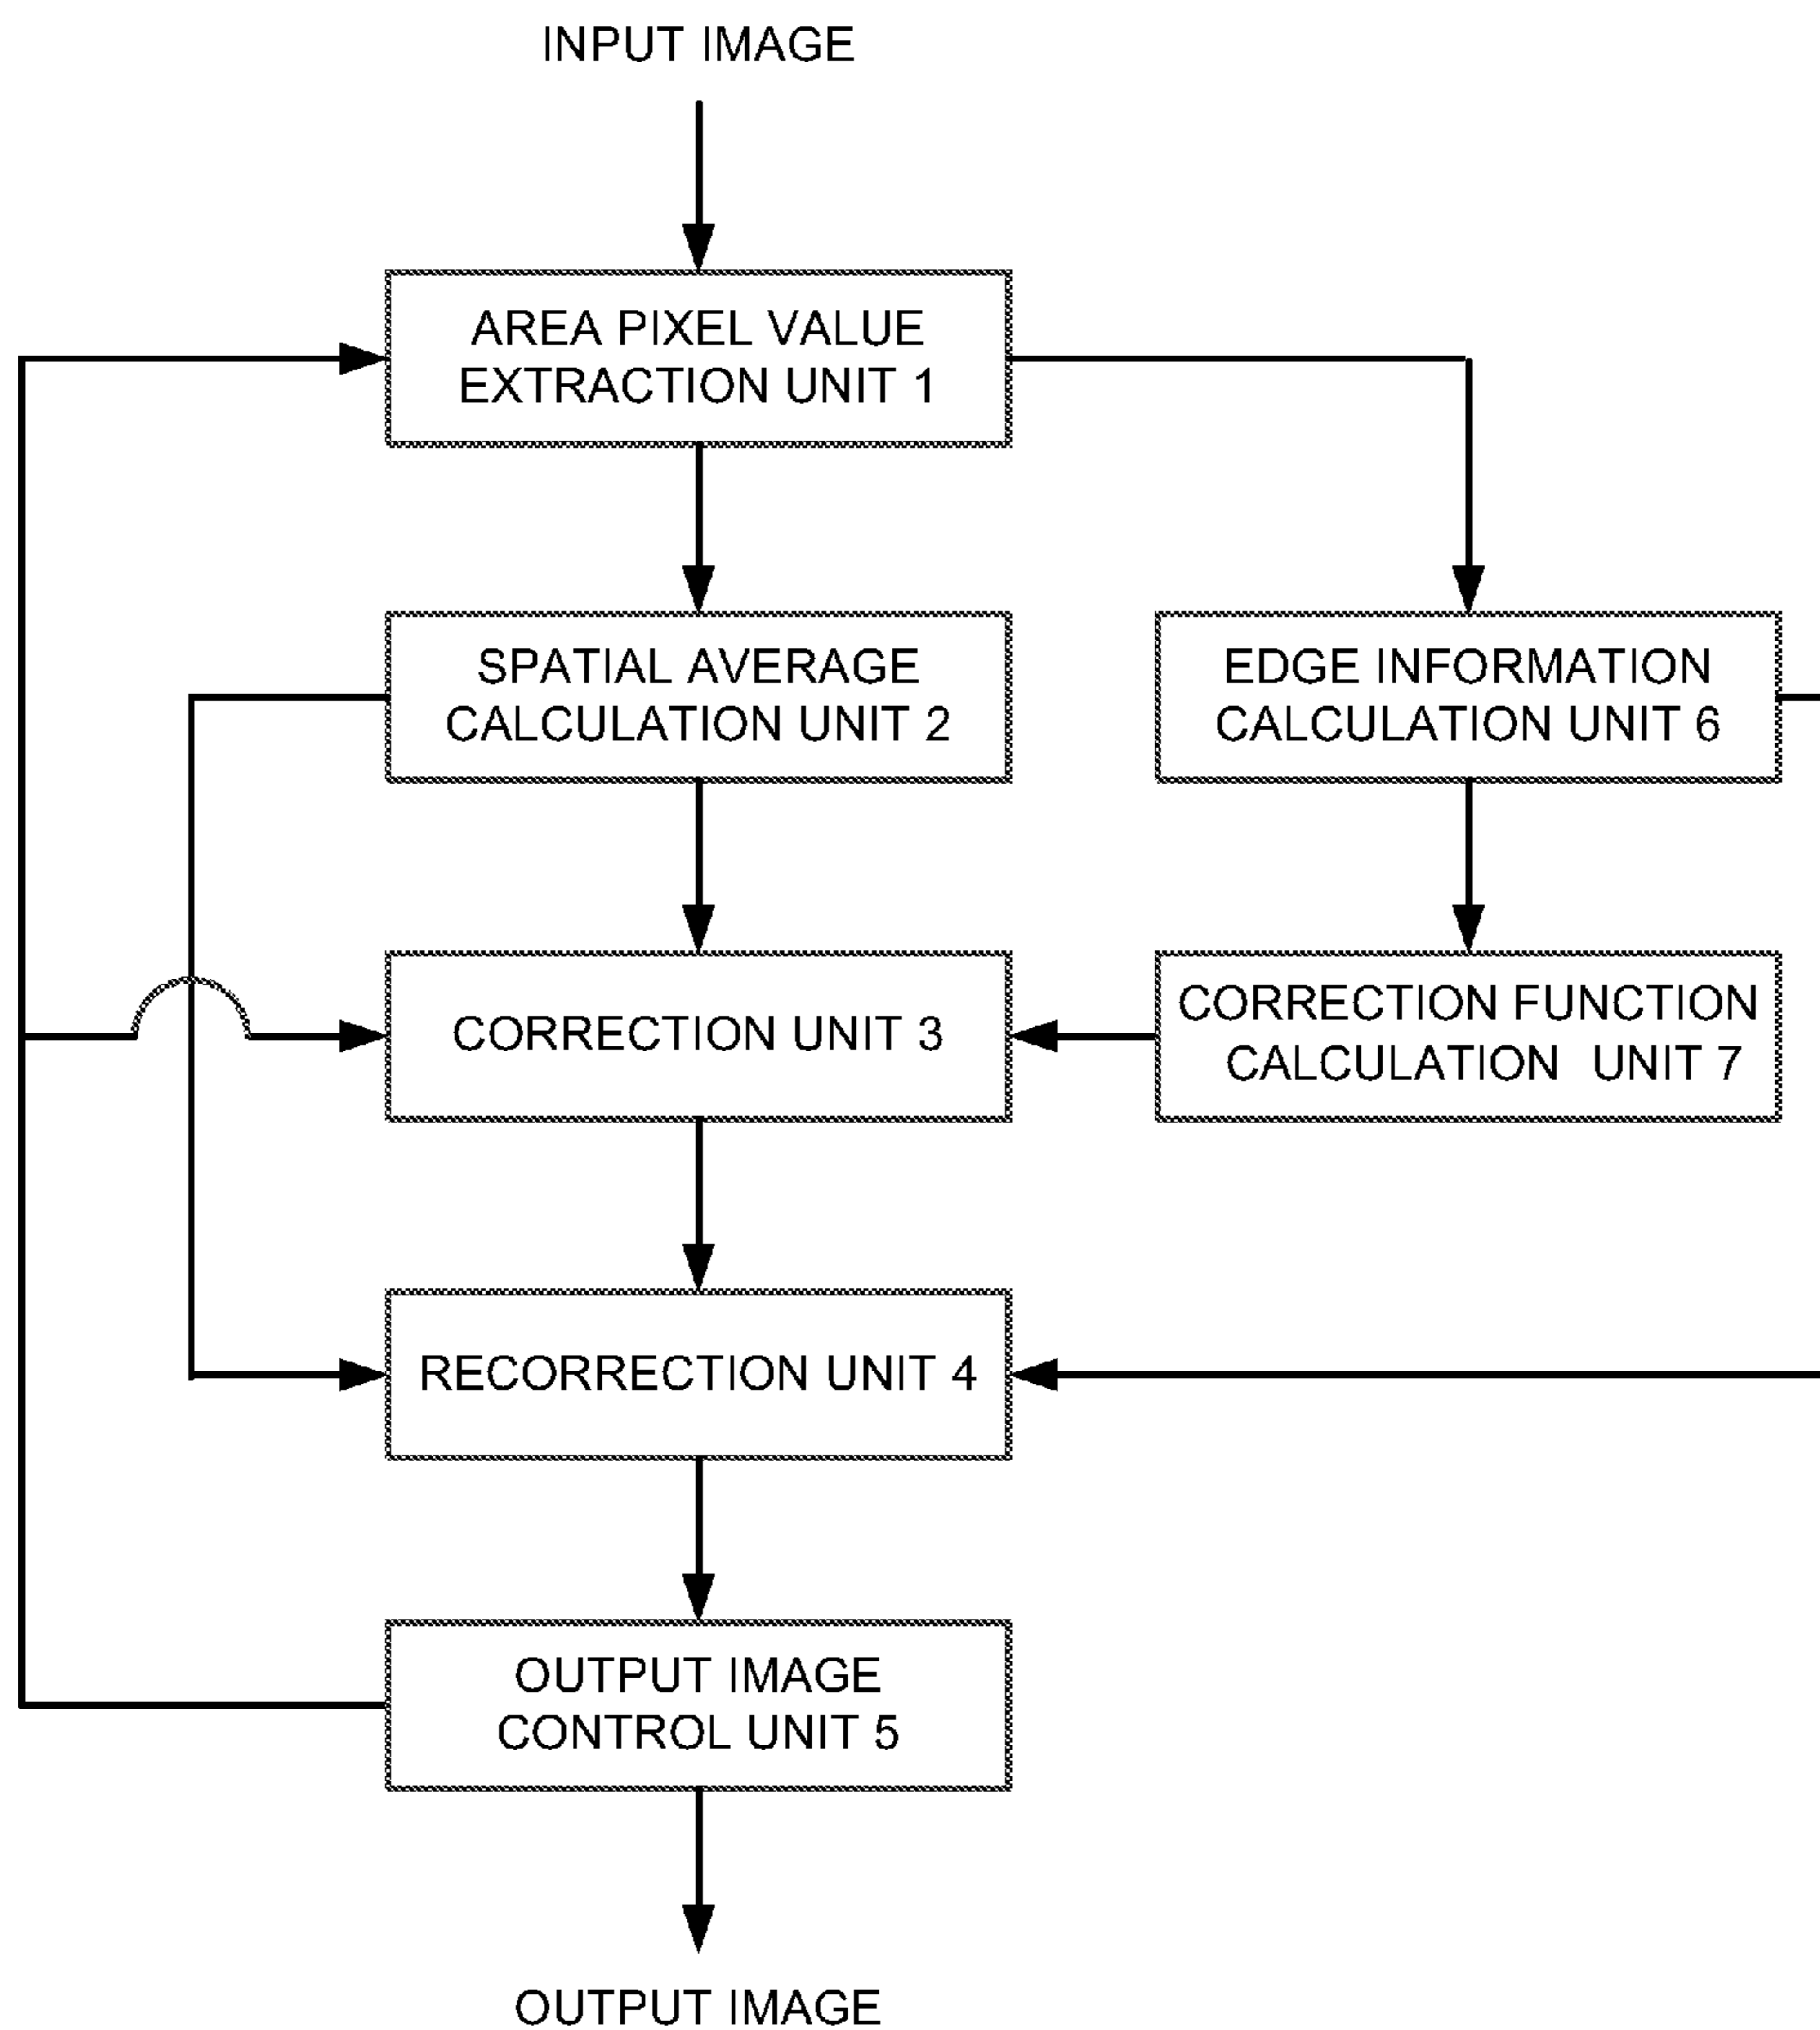 INPUT IMAGE
AREA PIXEL VALUE
EXTRACTION UNIT 1
SPATIAL AVERAGE
CALCULATION UNIT 2
EDGE INFORMATION
CALCULATION UNIT 6
CORRECTION UNIT 3
CORRECTION FUNCTION
CALCULATION UNIT 7
RECORRECTION UNIT 4
OUTPUT IMAGE
CONTROL UNIT 5
OUTPUT IMAGE